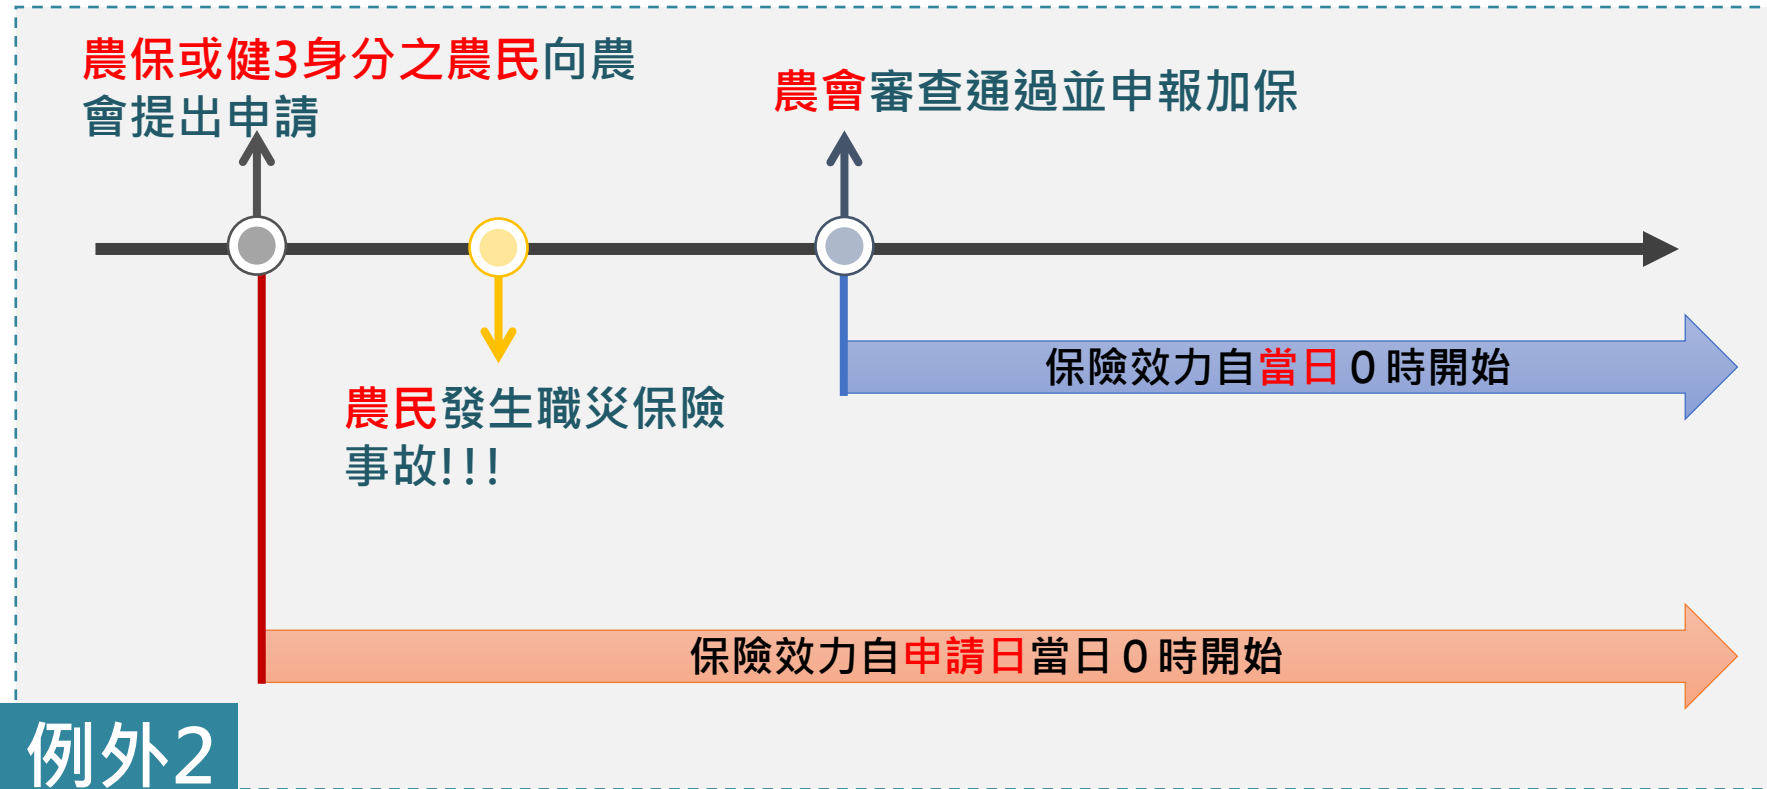 農保或健3身分之農民向農
會提出申請
農會審查通過並申報加保
保險效力自當日0時開始
農民發生職災保險
事故!!!
保險效力自申請日當日0時開始
例外2